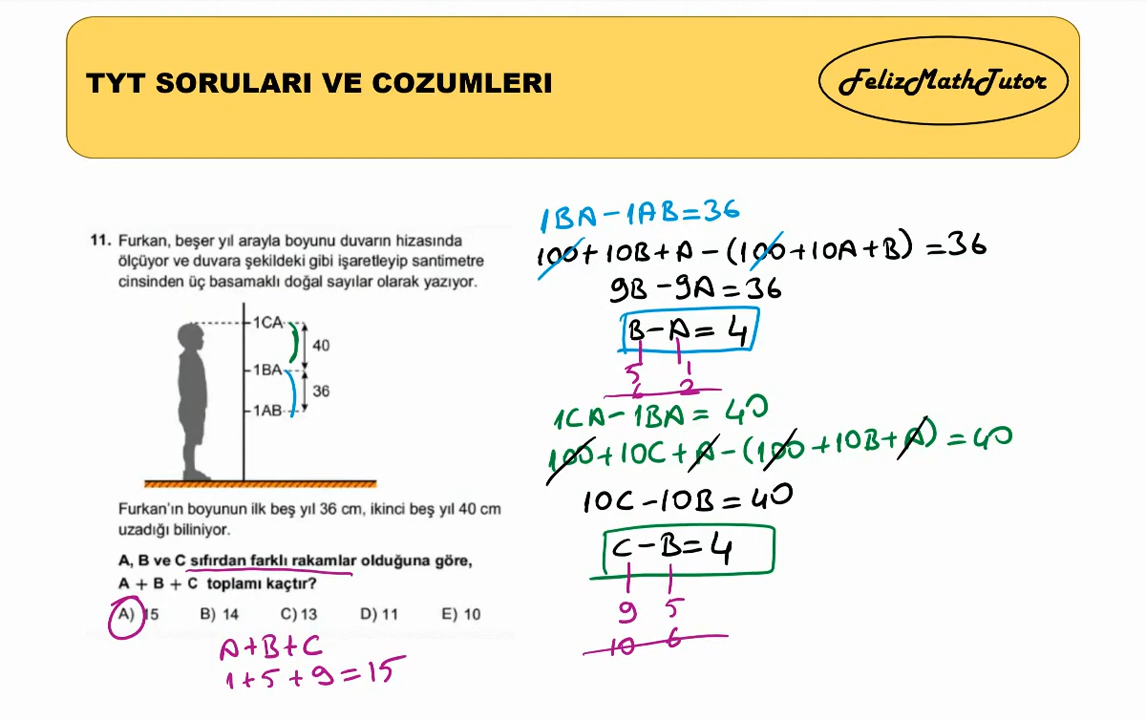 TYT SORULARI VE COZUMLERI
FelizMathTutor
11. Furkan, beşer yıl arayla boyunu duvarın hizasında
ölçüyor ve duvara şekildeki gibi işaretleyip santimetre
cinsinden üç basamaklı doğal sayılar olarak yazıyor.
1CA
40
1BA
36
1AB
Furkan'ın boyunun ilk beş yıl 36 cm, ikinci beş yıl 40 cm
uzadığı biliniyor.
A, B ve C sıfırdan farklı rakamlar olduğuna göre,
A + B + C toplamı kaçtır?
A) 15 B) 14 C) 13 D) 11 E) 10
A+B+C
1+5+9=15
1BA-1AB=36
100+10B+A-(100+10A+B)=36
9B-9A=36
B-A=4
5 1
6 2
1CA-1BA=40
100+10C+A-(100+10B+A)=40
10C-10B=40
C-B=4
9 5
10 6